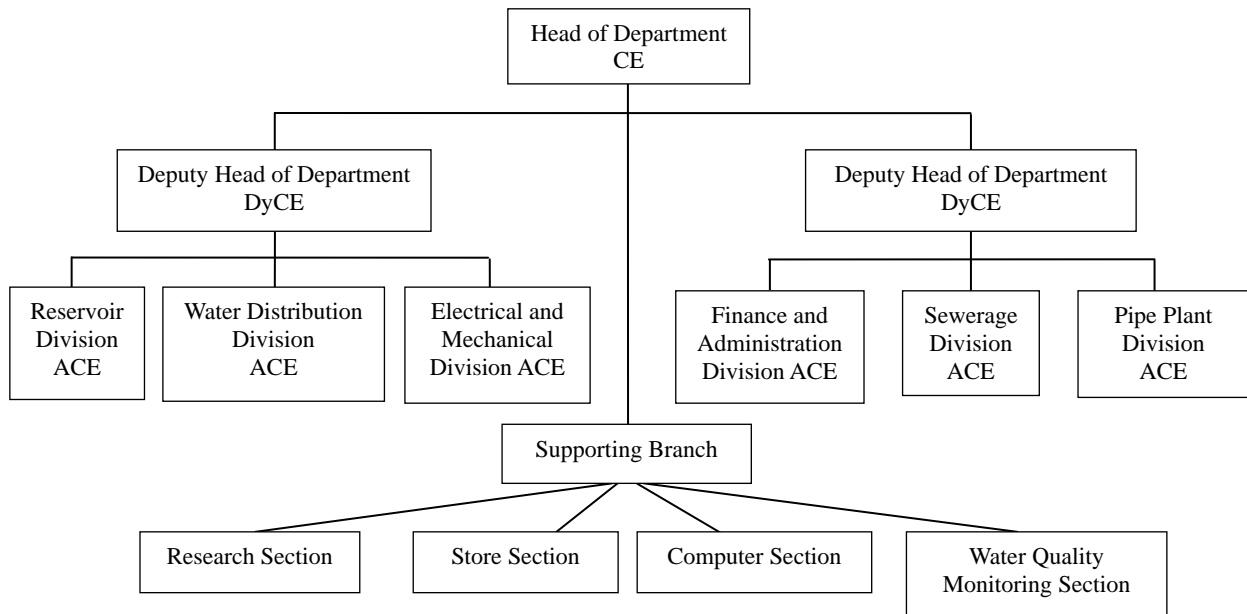 Head of Department
CE
Deputy Head of Department
DyCE
Deputy Head of Department
DyCE
Reservoir
Division
ACE
Water Distribution
Division
ACE
Electrical and
Mechanical
Division ACE
Finance and
Administration
Division ACE
Sewerage
Division
ACE
Pipe Plant
Division
ACE
Supporting Branch
Research Section
Store Section
Computer Section
Water Quality
Monitoring Section